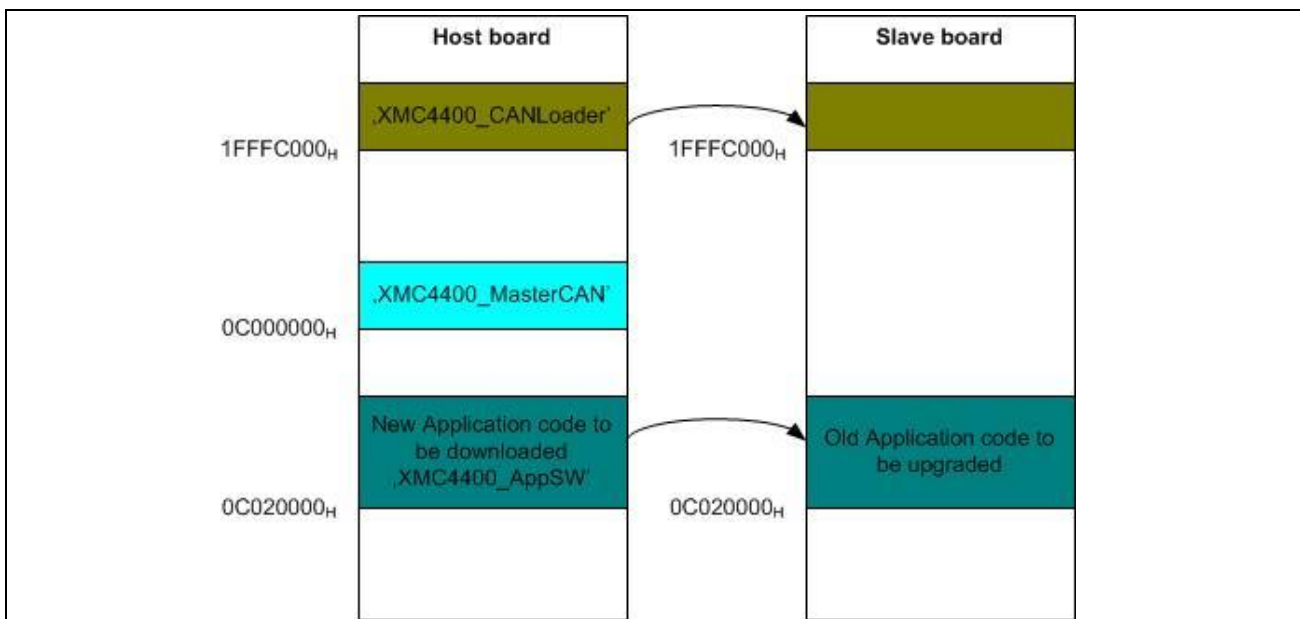 Host board
Slave board
‚XMC4400_CANLoader’
1FFFC000H
1FFFC000H
‚XMC4400_MasterCAN’
0C000000H
New Application code to
be downloaded
‚XMC4400_AppSW’
Old Application code to
be upgraded
0C020000H
0C020000H